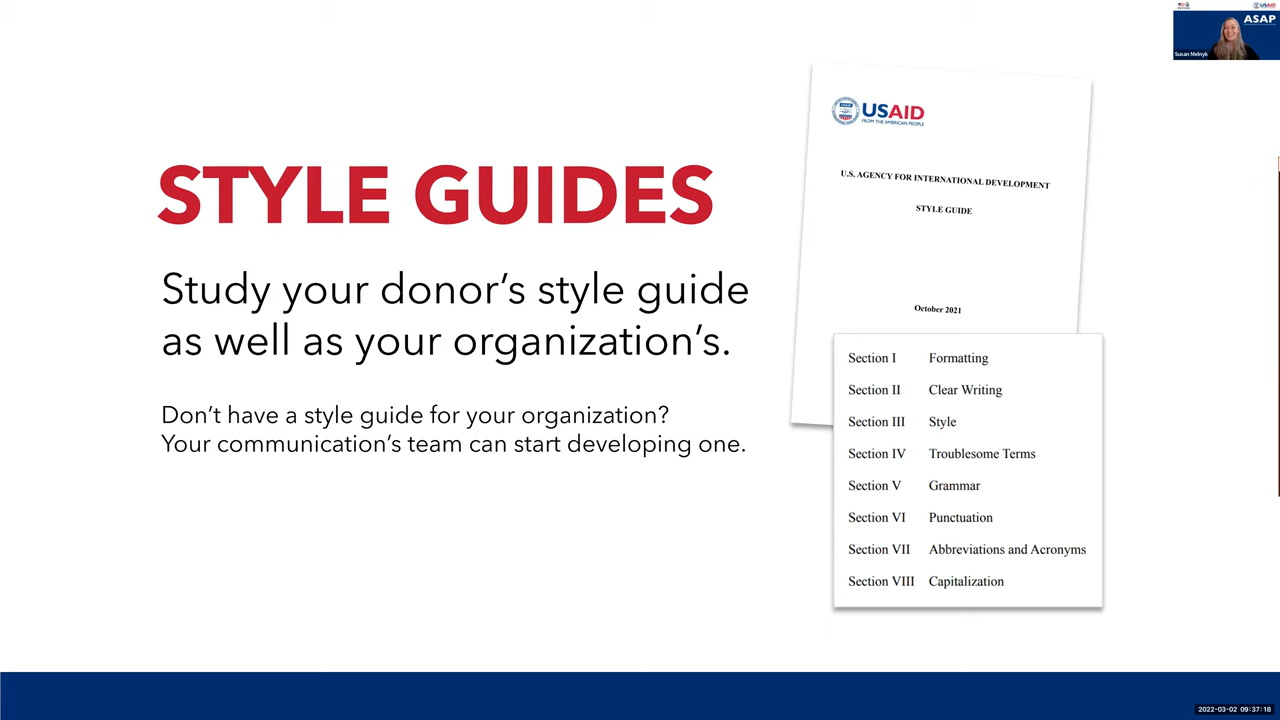 USAID
ASAP
Susan Melnyk
STYLE GUIDES
Study your donor’s style guide
as well as your organization’s.
Don’t have a style guide for your organization?
Your communication’s team can start developing one.
USAID
FROM THE AMERICAN PEOPLE
U.S. AGENCY FOR INTERNATIONAL DEVELOPMENT
STYLE GUIDE
October 2021
Section I Formatting
Section II Clear Writing
Section III Style
Section IV Troublesome Terms
Section V Grammar
Section VI Punctuation
Section VII Abbreviations and Acronyms
Section VIII Capitalization
2022-03-02 09:37:18